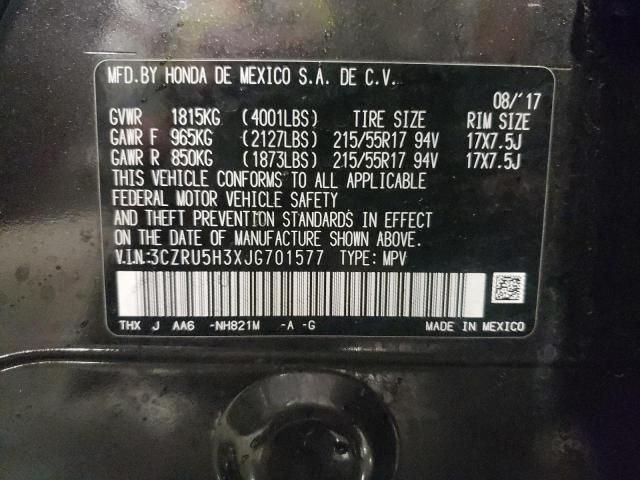 MFD.BY HONDA DE MEXICO S.A. DE C.V.
08/'17
GVWR 1815KG (4001LBS) TIRE SIZE RIM SIZE
GAWR F 965KG (2127LBS) 215/55R17 94V 17X7.5J
GAWR R 850KG (1873LBS) 215/55R17 94V 17X7.5J
THIS VEHICLE CONFORMS TO ALL APPLICABLE
FEDERAL MOTOR VEHICLE SAFETY
AND THEFT PREVENTION STANDARDS IN EFFECT
ON THE DATE OF MANUFACTURE SHOWN ABOVE.
V.I.N:3CZRU5H3XJG701577 TYPE: MPV
THX J AA6 -NH821M -A -G MADE IN MEXICO